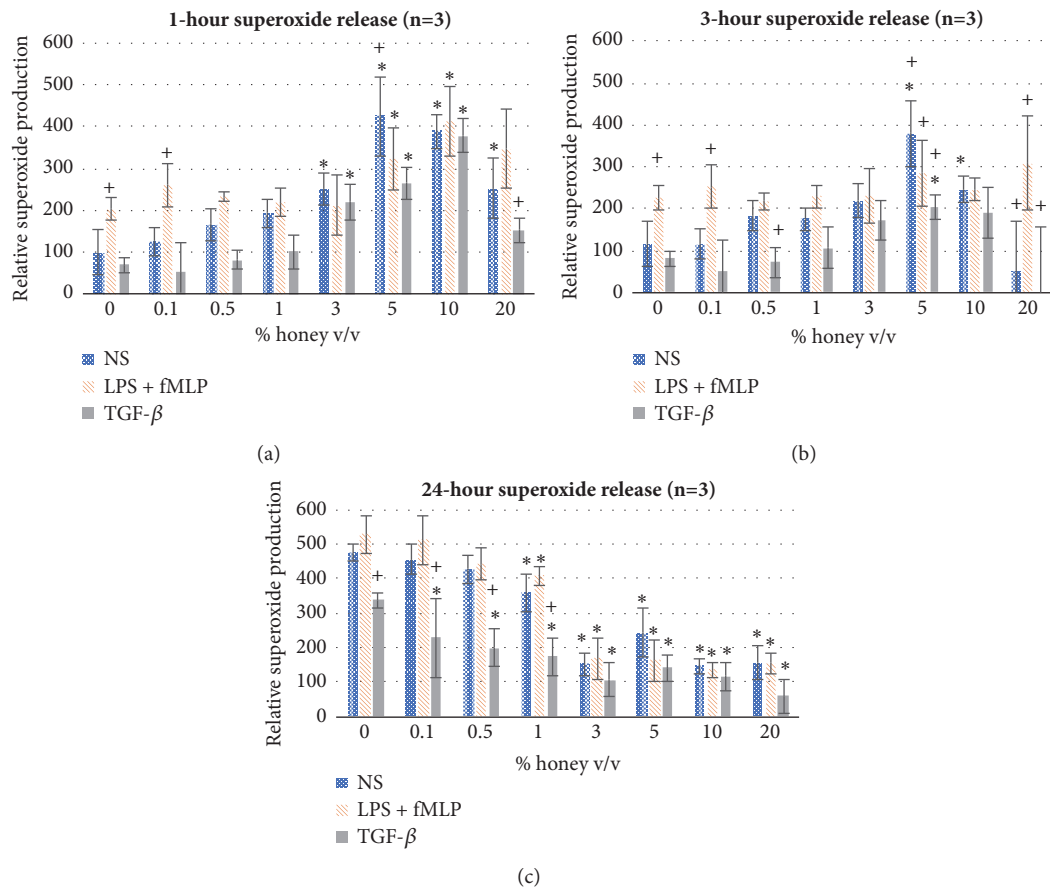 1-hour superoxide release (n=3)
Relative superoxide production
600
500
400
300
200
100
0
+
+
+
*
*
*
*
*
*
*
*
*
+
0 0.1 0.5 1 3 5 10 20
% honey v/v
NS
LPS + fMLP
TGF-β
(a)
3-hour superoxide release (n=3)
Relative superoxide production
600
500
400
300
200
100
0
+
+
+
+
*
+
+
*
*
+
+
+
0 0.1 0.5 1 3 5 10 20
% honey v/v
NS
LPS + fMLP
TGF-β
(b)
24-hour superoxide release (n=3)
Relative superoxide production
600
500
400
300
200
100
0
+
+
*
+
*
* *
+
*
* * *
* * *
* * *
* * *
0 0.1 0.5 1 3 5 10 20
% honey v/v
NS
LPS + fMLP
TGF-β
(c)